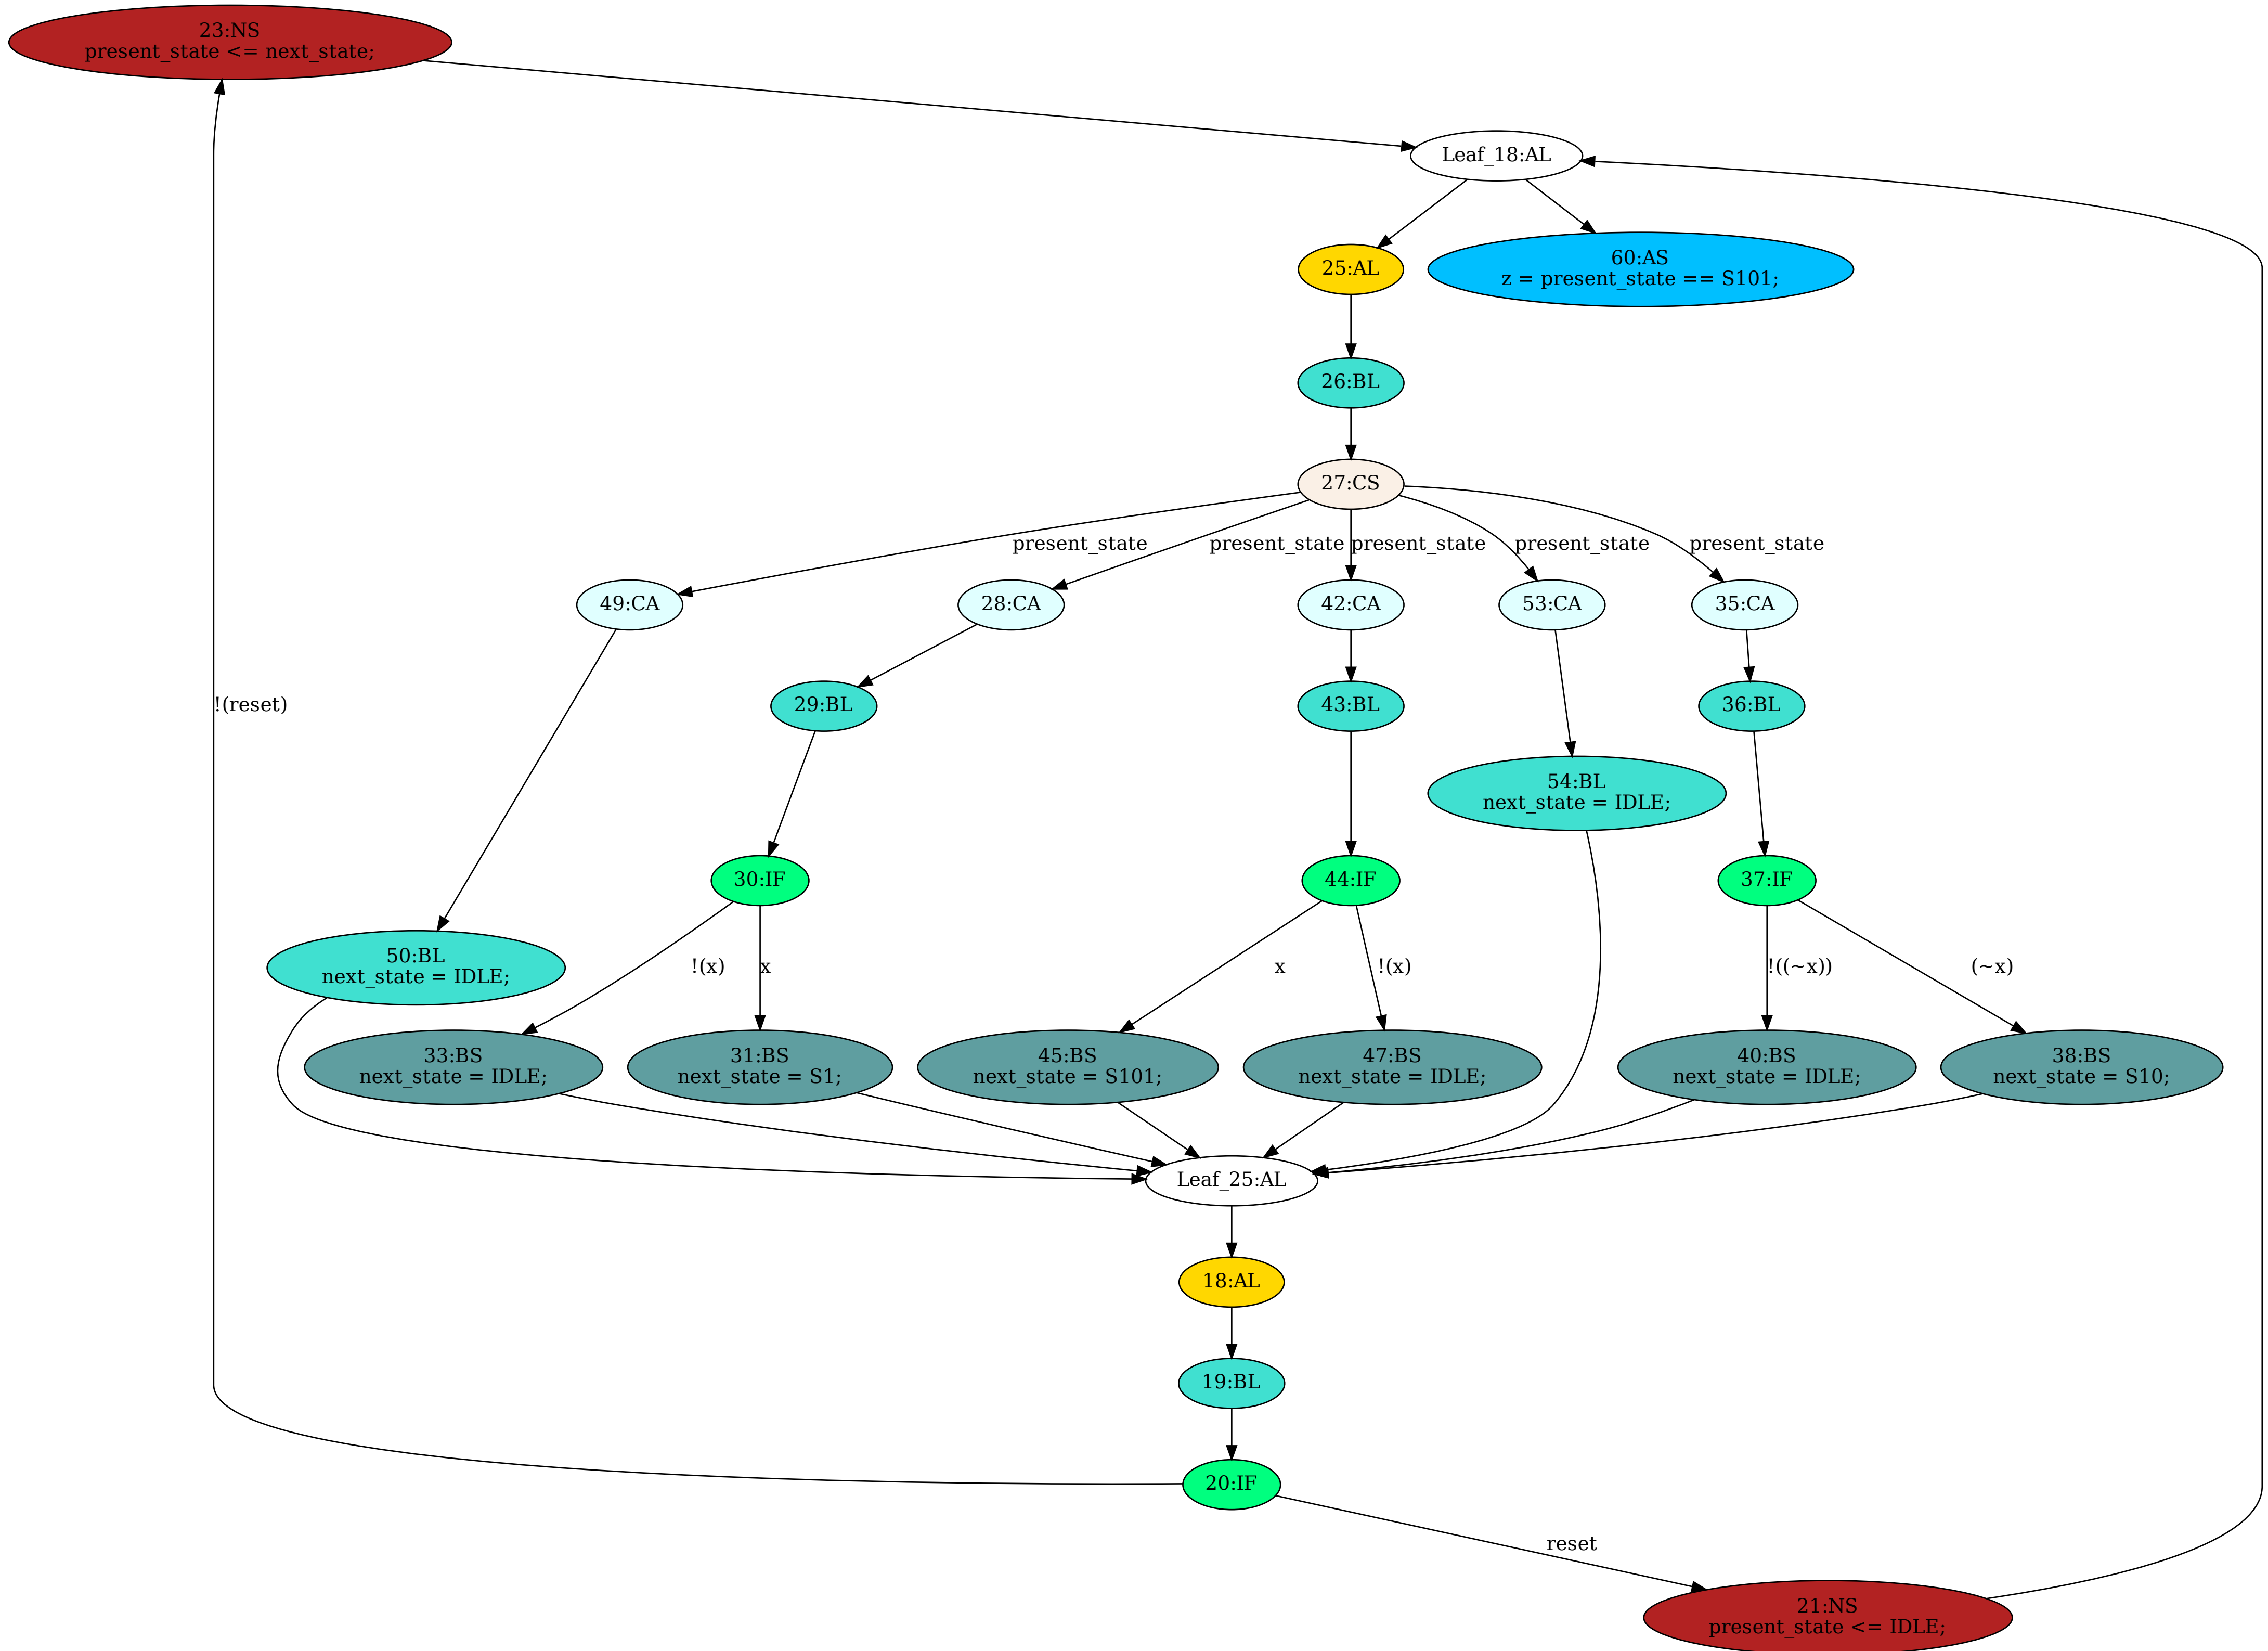 23:NS
present_state <= next_state;
Leaf_18:AL
25:AL
60:AS
z = present_state == S101;
26:BL
27:CS
present_state
present_state
present_state
present_state
present_state
49:CA
28:CA
42:CA
53:CA
35:CA
29:BL
43:BL
36:BL
!(reset)
54:BL
next_state = IDLE;
30:IF
44:IF
37:IF
50:BL
next_state = IDLE;
!(x)
x
x
!(x)
!((~x))
(~x)
33:BS
next_state = IDLE;
31:BS
next_state = S1;
45:BS
next_state = S101;
47:BS
next_state = IDLE;
40:BS
next_state = IDLE;
38:BS
next_state = S10;
Leaf_25:AL
18:AL
19:BL
20:IF
reset
21:NS
present_state <= IDLE;